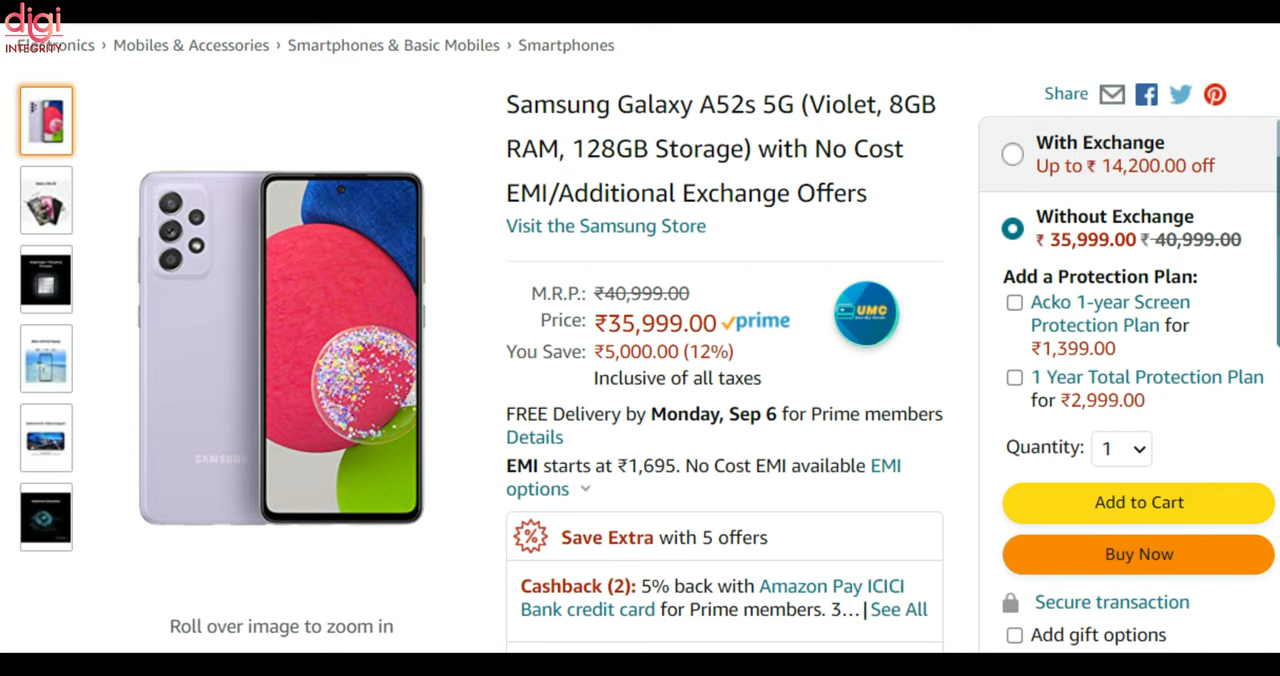 digi
INTEGRITY
Electronics › Mobiles & Accessories › Smartphones & Basic Mobiles › Smartphones
Samsung Galaxy A52s 5G (Violet, 8GB
RAM, 128GB Storage) with No Cost
EMI/Additional Exchange Offers
Visit the Samsung Store
M.R.P.: ₹40,999.00
Price: ₹35,999.00 prime
You Save: ₹5,000.00 (12%)
Inclusive of all taxes
UMC
FREE Delivery by Monday, Sep 6 for Prime members
Details
EMI starts at ₹1,695. No Cost EMI available EMI
options
% Save Extra with 5 offers
Cashback (2): 5% back with Amazon Pay ICICI
Bank credit card for Prime members. 3... | See All
SAMSUNG
Roll over image to zoom in
Share
With Exchange
Up to ₹ 14,200.00 off
Without Exchange
₹ 35,999.00 ₹ 40,999.00
Add a Protection Plan:
Acko 1-year Screen
Protection Plan for
₹1,399.00
1 Year Total Protection Plan
for ₹2,999.00
Quantity: 1
Add to Cart
Buy Now
Secure transaction
Add gift options